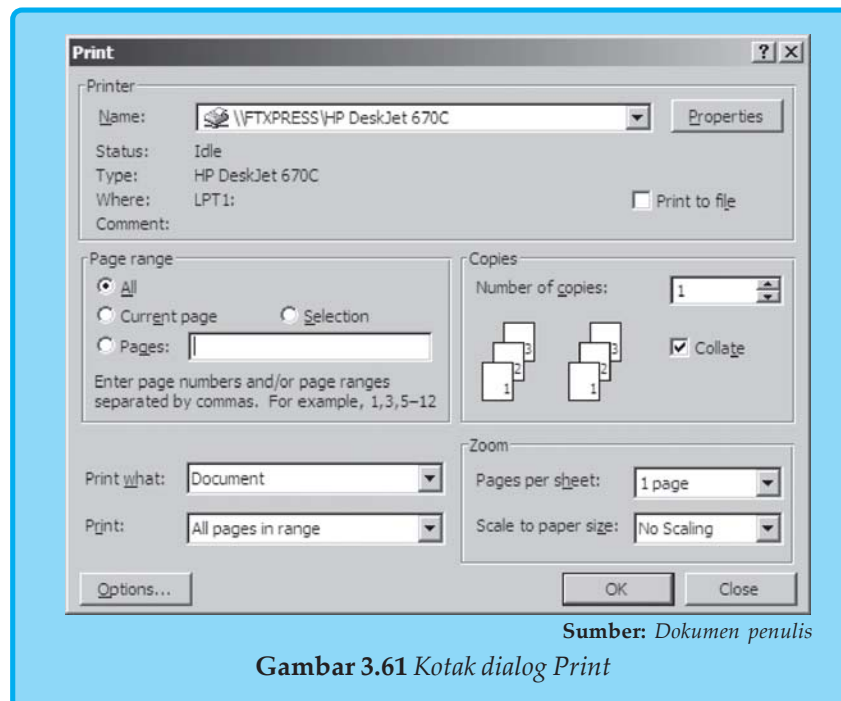 Print
Printer
Name: \\FTXPRESS\HP DeskJet 670C Properties
Status: Idle
Type: HP DeskJet 670C
Where: LPT1: Print to file
Comment:
Page range
All
Current page Selection
Pages:
Enter page numbers and/or page ranges
separated by commas. For example, 1,3,5–12
Copies
Number of copies: 1
1 2 3 1 2 3 Collate
Print what: Document
Print: All pages in range
Zoom
Pages per sheet: 1 page
Scale to paper size: No Scaling
Options... OK Close
Sumber: Dokumen penulis
Gambar 3.61 Kotak dialog Print